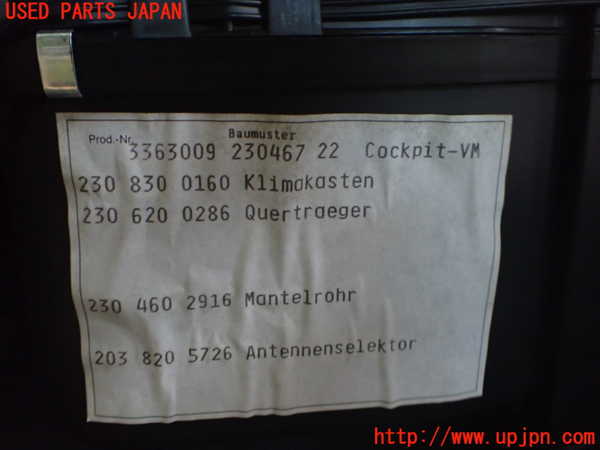 USED PARTS JAPAN
Baumuster
Prod.-Nr.
3363009 230467 22 Cockpit-VM
230 830 0160 Klimakasten
230 620 0286 Quertraeger
230 460 2916 Mantelrohr
203 820 5726 Antennenselektor
http://www.upjpn.com/